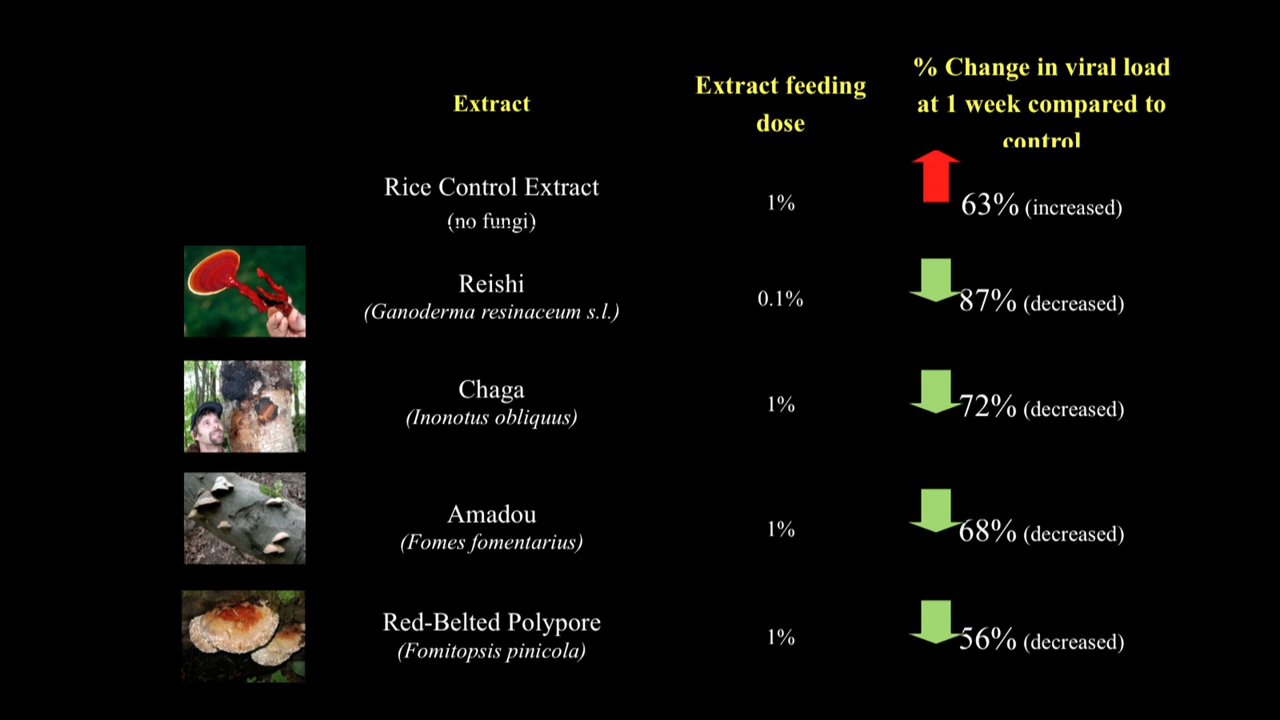 Extract
Extract feeding
dose
% Change in viral load
at 1 week compared to
control
Rice Control Extract
(no fungi)
1%
63% (increased)
Reishi
(Ganoderma resinaceum s.l.)
0.1%
87% (decreased)
Chaga
(Inonotus obliquus)
1%
72% (decreased)
Amadou
(Fomes fomentarius)
1%
68% (decreased)
Red-Belted Polypore
(Fomitopsis pinicola)
1%
56% (decreased)